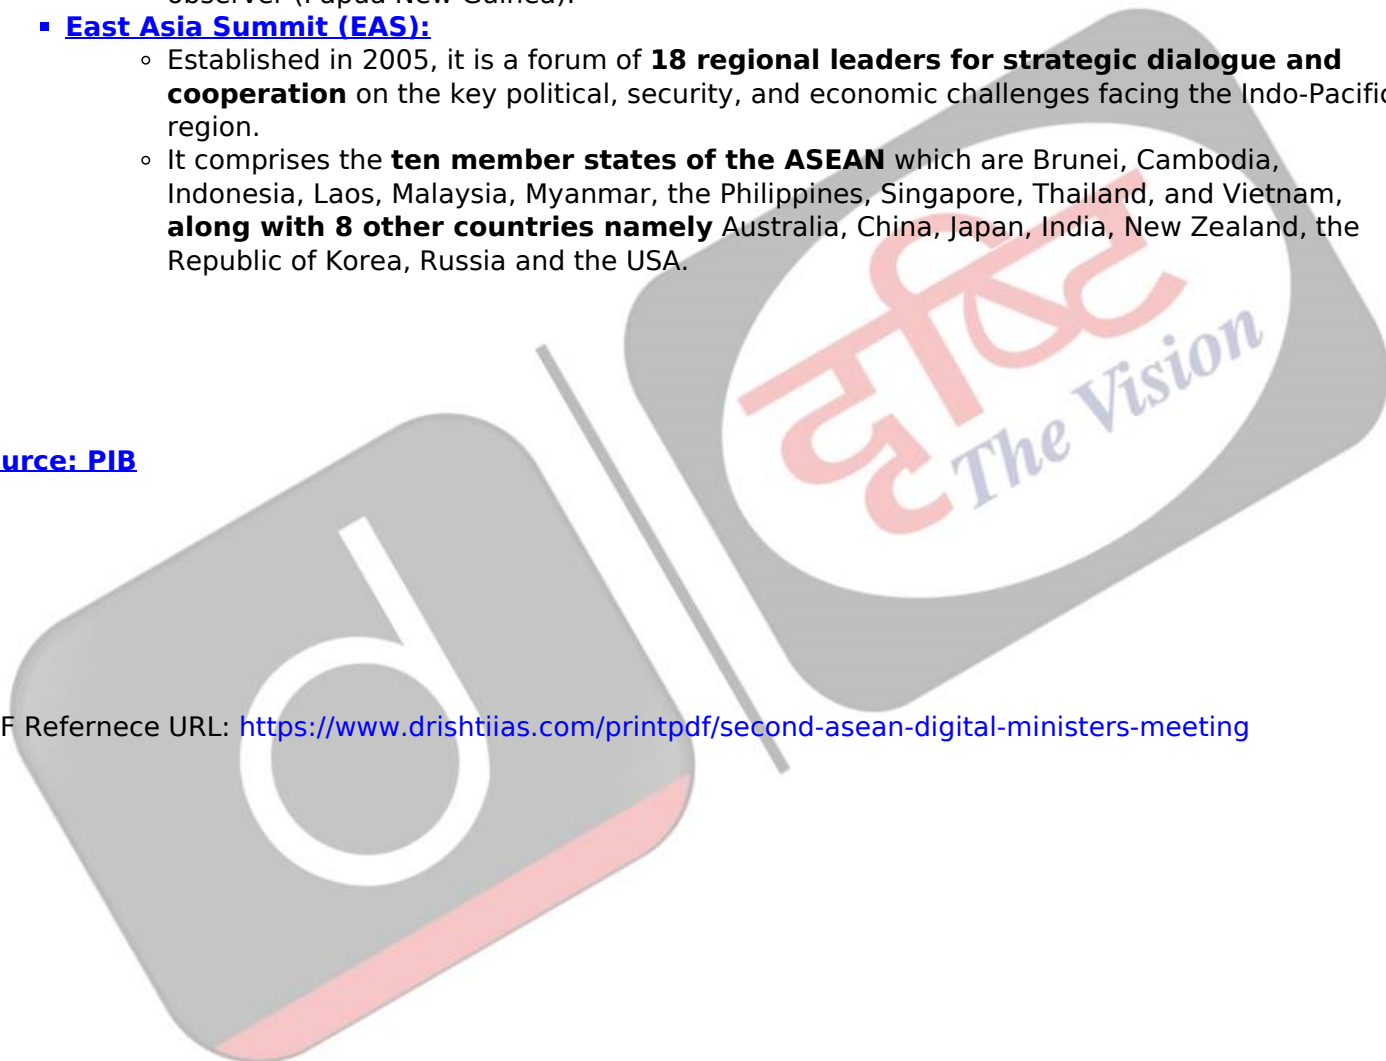 observer (Papua New Guinea).
East Asia Summit (EAS):
Established in 2005, it is a forum of 18 regional leaders for strategic dialogue and
cooperation on the key political, security, and economic challenges facing the Indo-Pacific
region.
It comprises the ten member states of the ASEAN which are Brunei, Cambodia,
Indonesia, Laos, Malaysia, Myanmar, the Philippines, Singapore, Thailand, and Vietnam,
along with 8 other countries namely Australia, China, Japan, India, New Zealand, the
Republic of Korea, Russia and the USA.
दृष्टि
The Vision
urce: PIB
d
F Refernece URL: https://www.drishtiias.com/printpdf/second-asean-digital-ministers-meeting